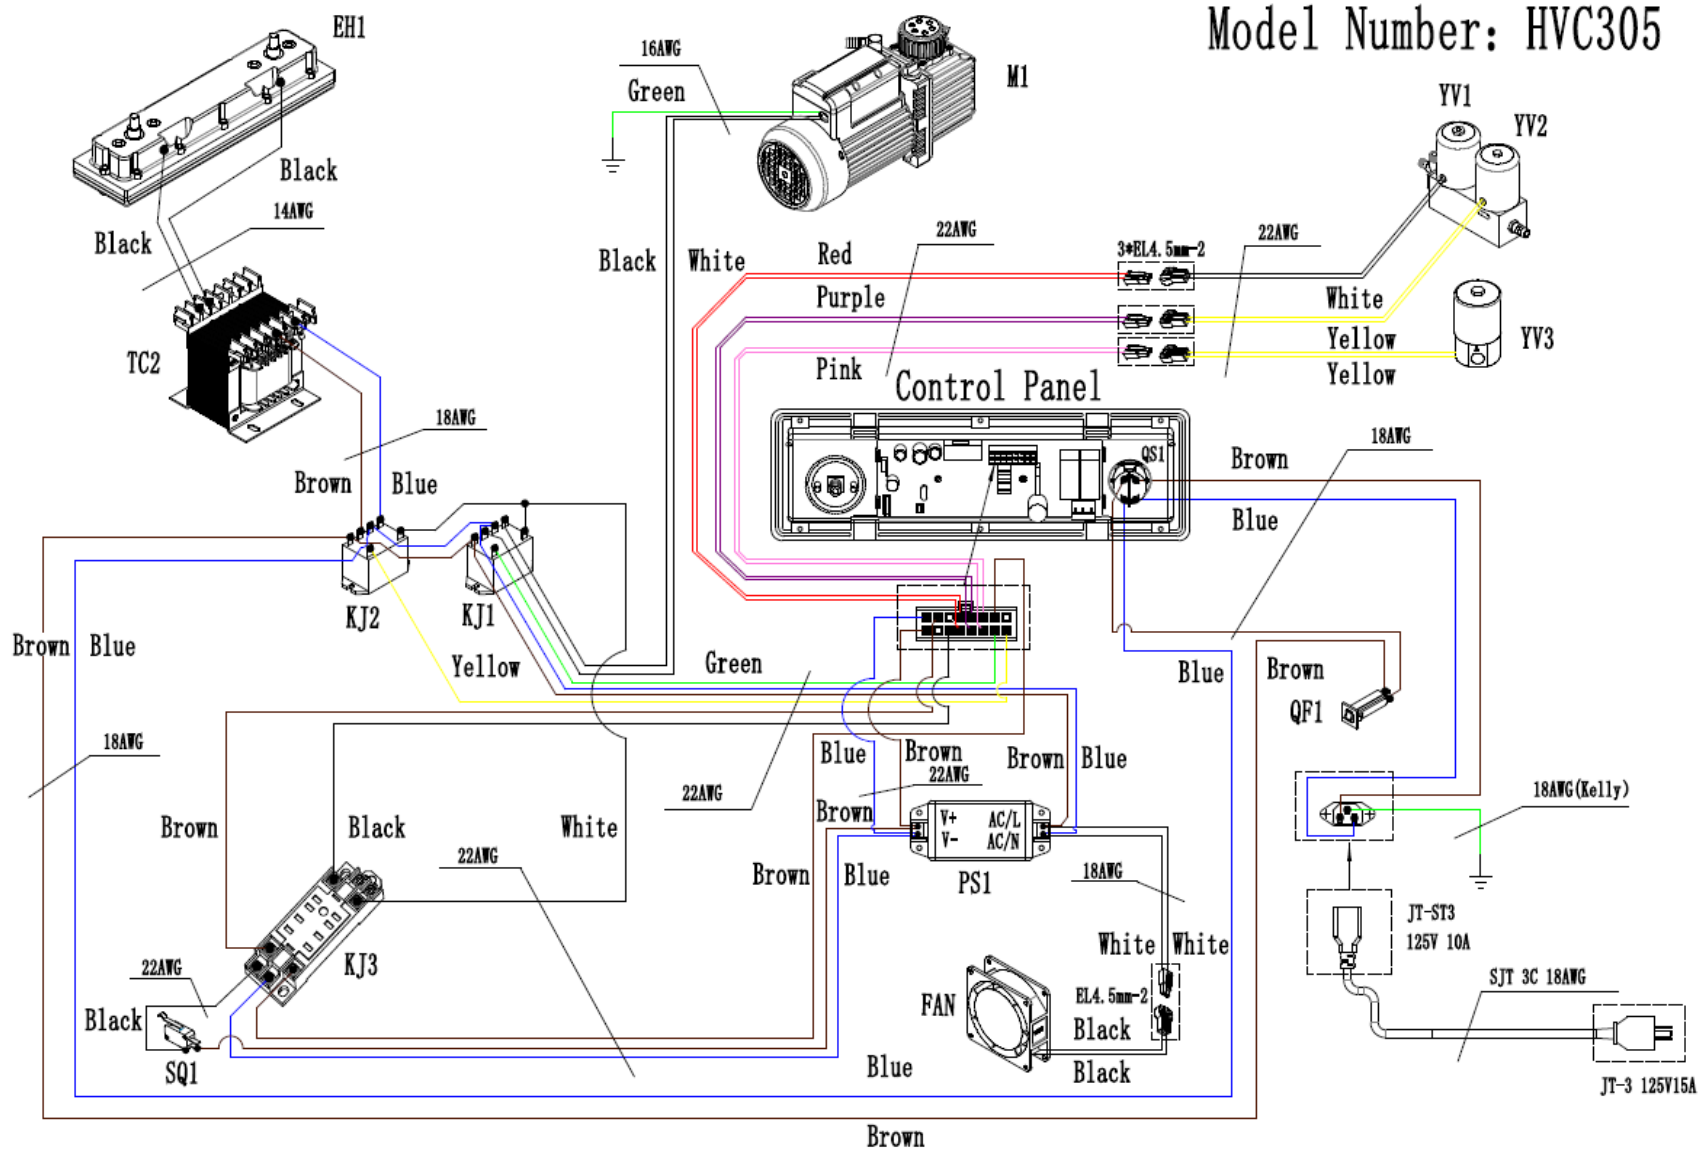 Model Number: HVC305
EH1
16AWG
Green
M1
YV1
YV2
Black
14AWG
Black
Black
White
Red
22AWG
3*EL4.5mm-2
22AWG
Purple
White
Yellow
YV3
Pink
Yellow
TC2
Control Panel
18AWG
QS1
18AWG
Brown
Brown
Blue
Blue
KJ2
KJ1
Brown
Blue
Yellow
Green
Blue
Brown
QF1
18AWG
Blue
Brown
Brown
Blue
22AWG
22AWG
Brown
18AWG(Kelly)
Brown
Black
White
V+
AC/L
V-
AC/N
22AWG
Brown
Blue
PS1
18AWG
JT-ST3
125V 10A
White
White
22AWG
KJ3
FAN
EL4.5mm-2
SJT 3C 18AWG
Black
Black
SQ1
Blue
Black
JT-3 125V15A
Brown